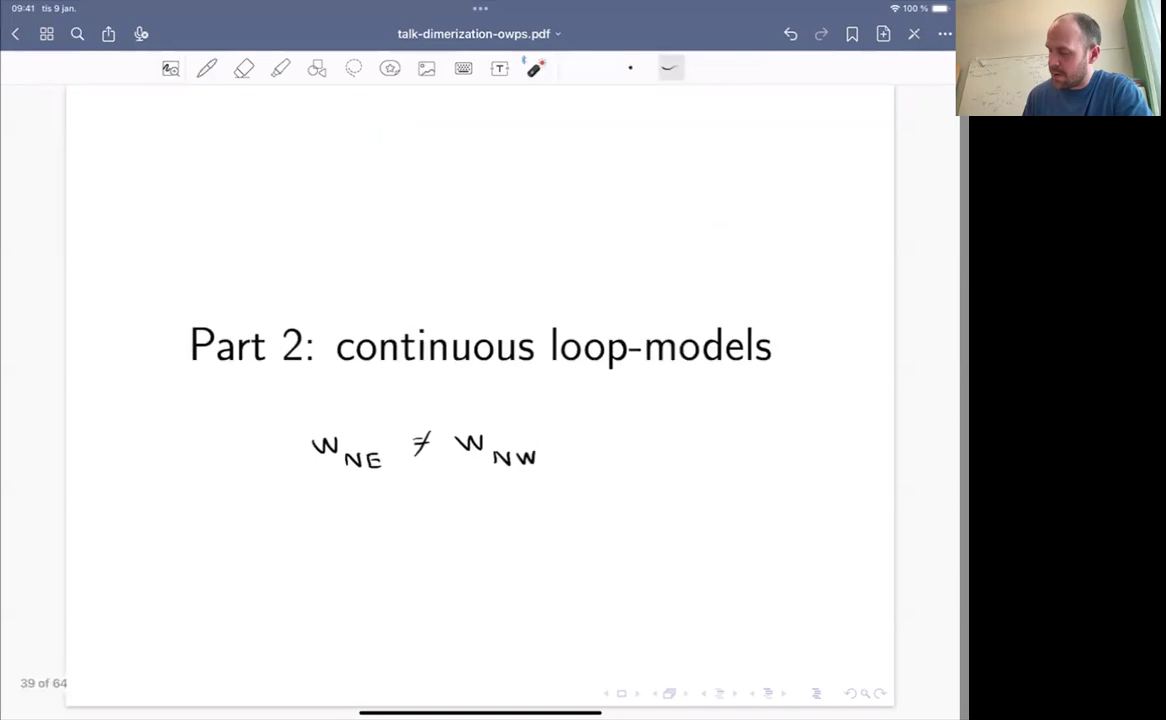 09:41 tis 9 jan.
100 %
talk-dimerization-owps.pdf
Part 2: continuous loop-models
W_NE ≠ W_NW
39 of 64